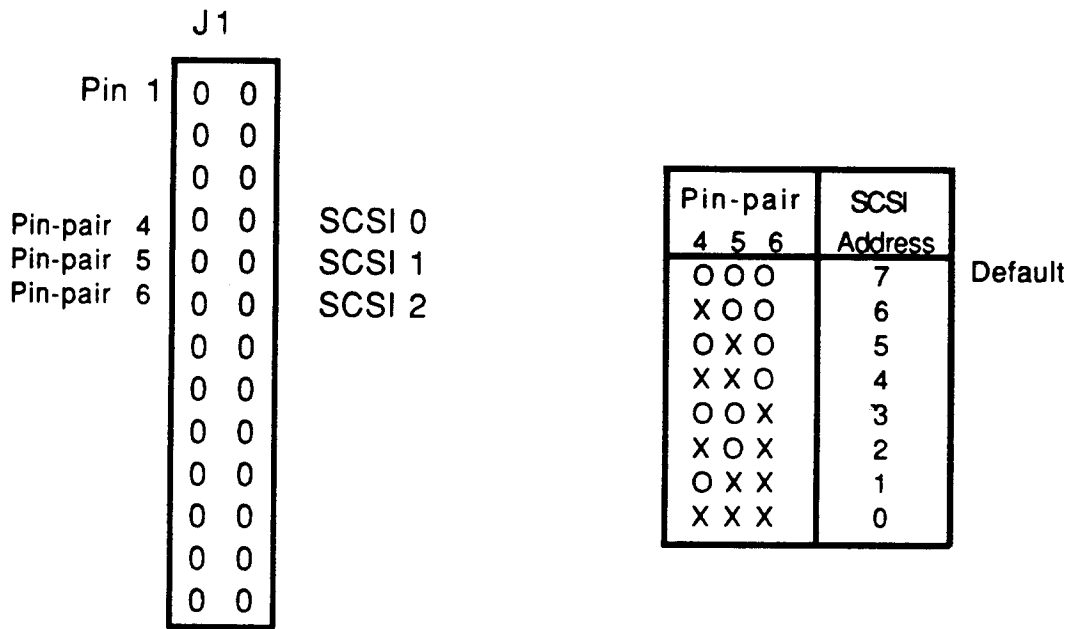 J1
Pin 1 0 0
0 0
0 0
Pin-pair 4 0 0 SCSI 0
Pin-pair 5 0 0 SCSI 1
Pin-pair 6 0 0 SCSI 2
0 0
0 0
0 0
0 0
0 0
0 0
0 0
Pin-pair SCSI
4 5 6 Address
O O O 7 Default
X O O 6
O X O 5
X X O 4
O O X 3
X O X 2
O X X 1
X X X 0